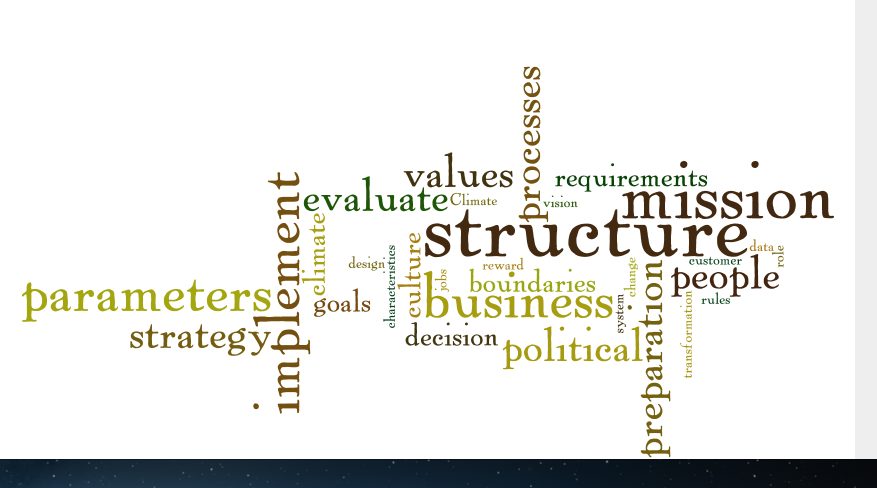 processes
values
requirements
implement
evaluate
Climate
vision
mission
climate
structure
culture
characteristics
design
jobs
reward
change
data
role
customer
people
parameters
goals
boundaries
business
system
rules
strategy
decision
political
preparation
transformation